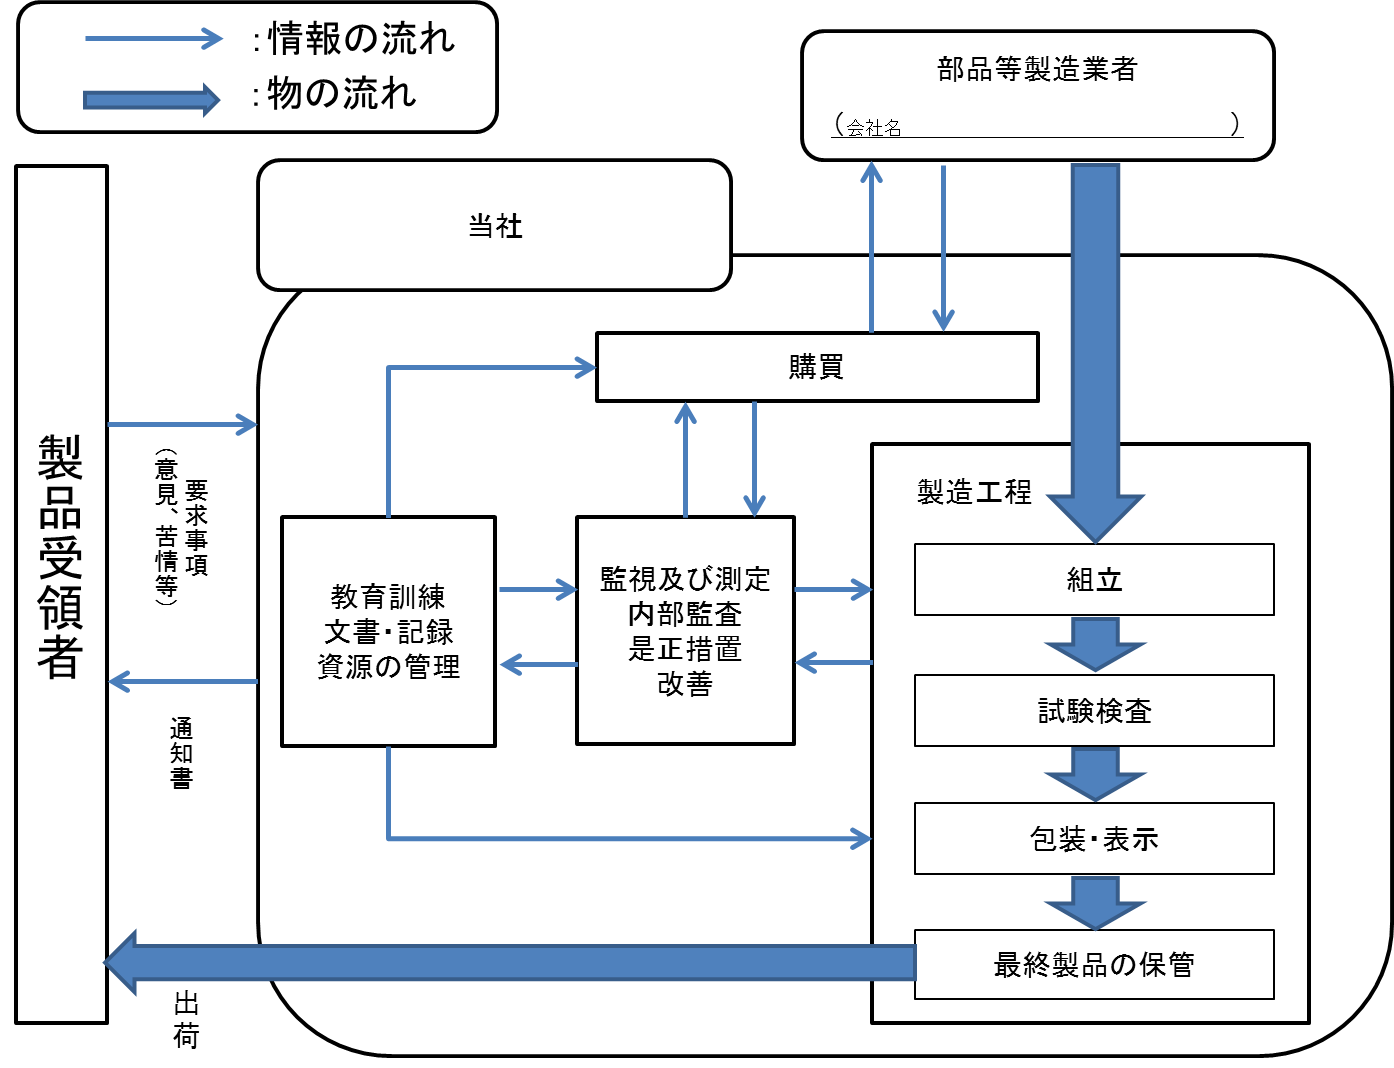 ：情報の流れ
：物の流れ
部品等製造業者
（会社名　　　　　　　　　　　　　　　　　　）
当社
購買
製品受領者
要求事項
（意見、苦情等）
製造工程
組立
教育訓練
文書・記録
資源の管理
監視及び測定
内部監査
是正措置
改善
試験検査
通知書
包装・表示
最終製品の保管
出荷